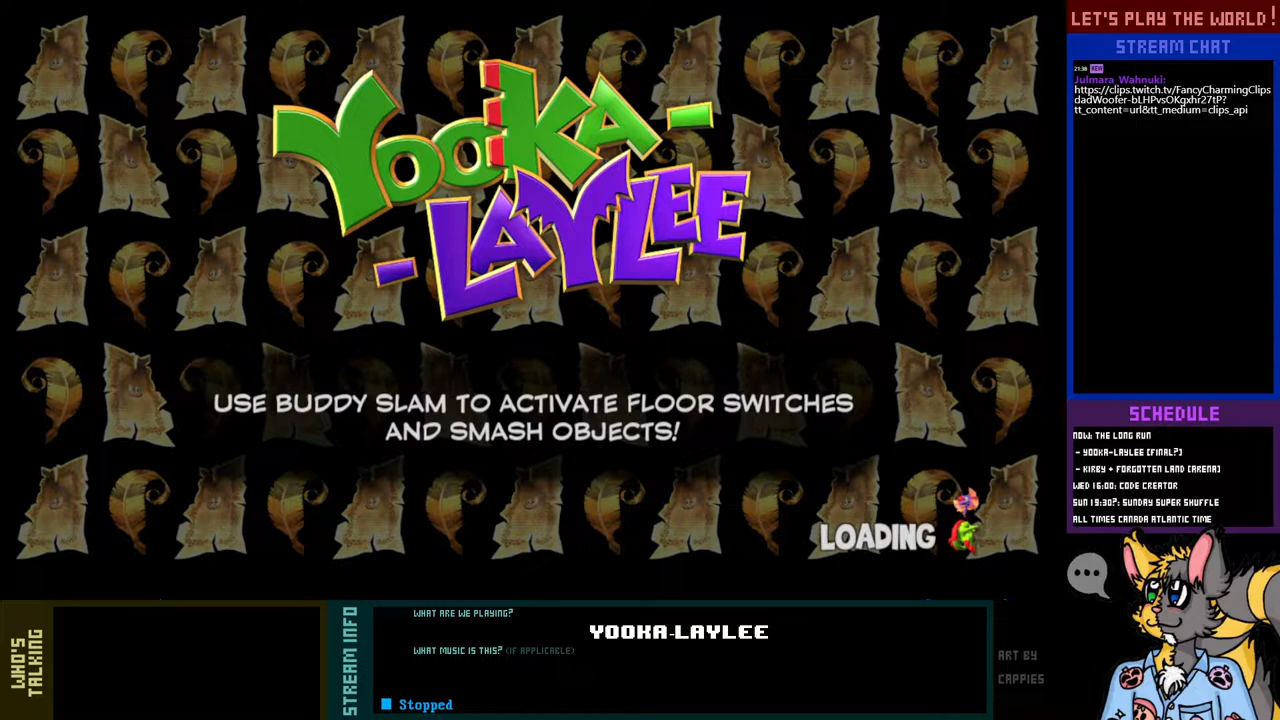 YOOKA-
-LAYLEE
USE BUDDY SLAM TO ACTIVATE FLOOR SWITCHES
AND SMASH OBJECTS!
LOADING
LET'S PLAY THE WORLD!
STREAM CHAT
21:38 NEW
Julmara_Wahnuki:
https://clips.twitch.tv/FancyCharmingClips
dadWoofer-bLHPvsOKgxhr27tP?
tt_content=url&tt_medium=clips_api
SCHEDULE
NOW: THE LONG RUN
- YOOKA-LAYLEE [FINAL?]
- KIRBY + FORGOTTEN LAND [ARENA]
WED 16:00: CODE CREATOR
SUN 19:30?: SUNDAY SUPER SHUFFLE
ALL TIMES CANADA ATLANTIC TIME
WHO'S
TALKING
STREAM INFO
WHAT ARE WE PLAYING?
YOOKA-LAYLEE
WHAT MUSIC IS THIS? (IF APPLICABLE)
Stopped
ART BY
CAPPIES